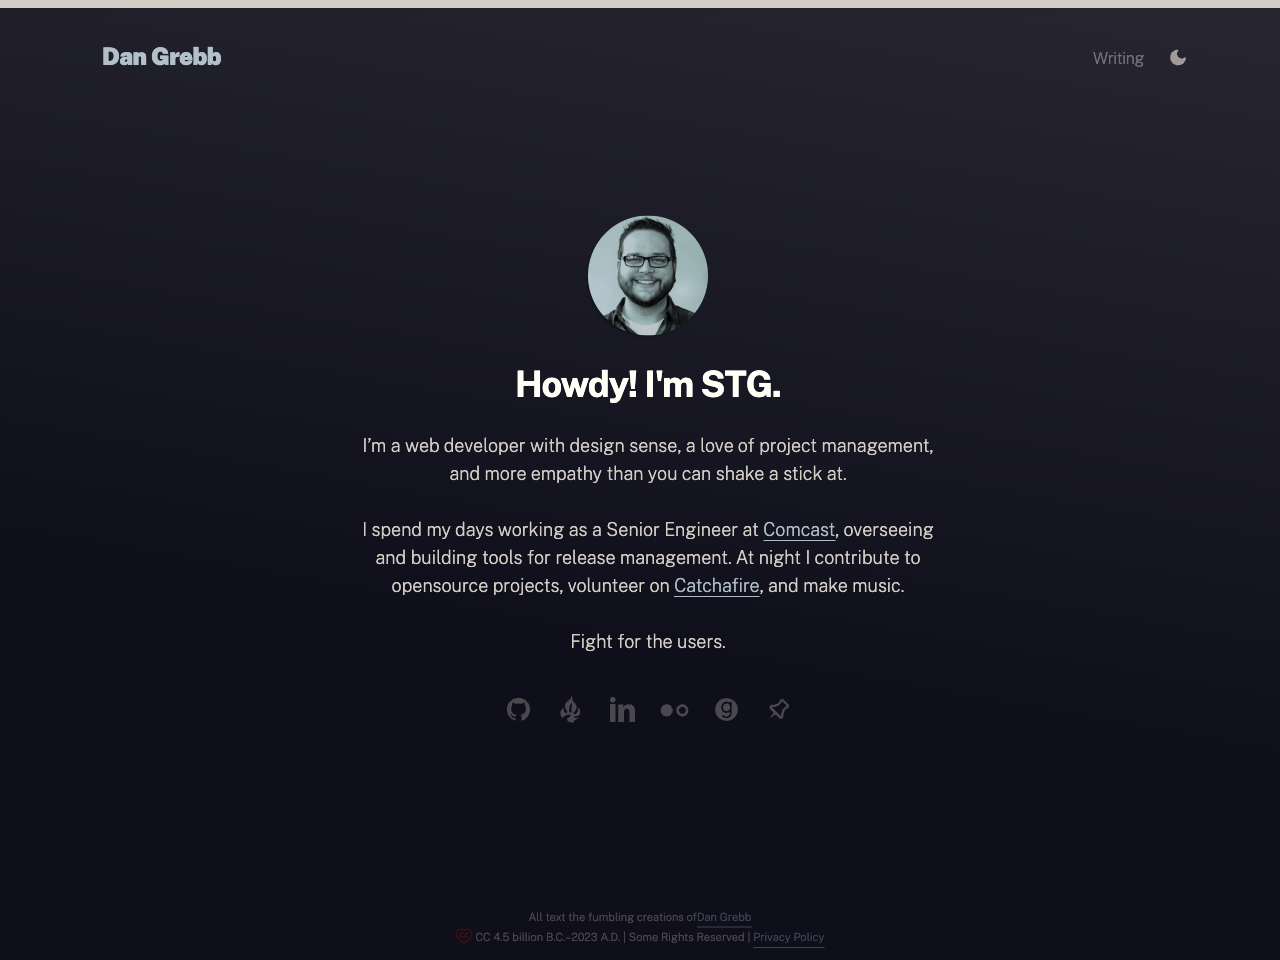 Dan Grebb
Writing
Howdy! I'm STG.
I’m a web developer with design sense, a love of project management,
and more empathy than you can shake a stick at.
I spend my days working as a Senior Engineer at Comcast, overseeing
and building tools for release management. At night I contribute to
opensource projects, volunteer on Catchafire, and make music.
Fight for the users.
All text the fumbling creations ofDan Grebb
CC 4.5 billion B.C.–2023 A.D. | Some Rights Reserved | Privacy Policy